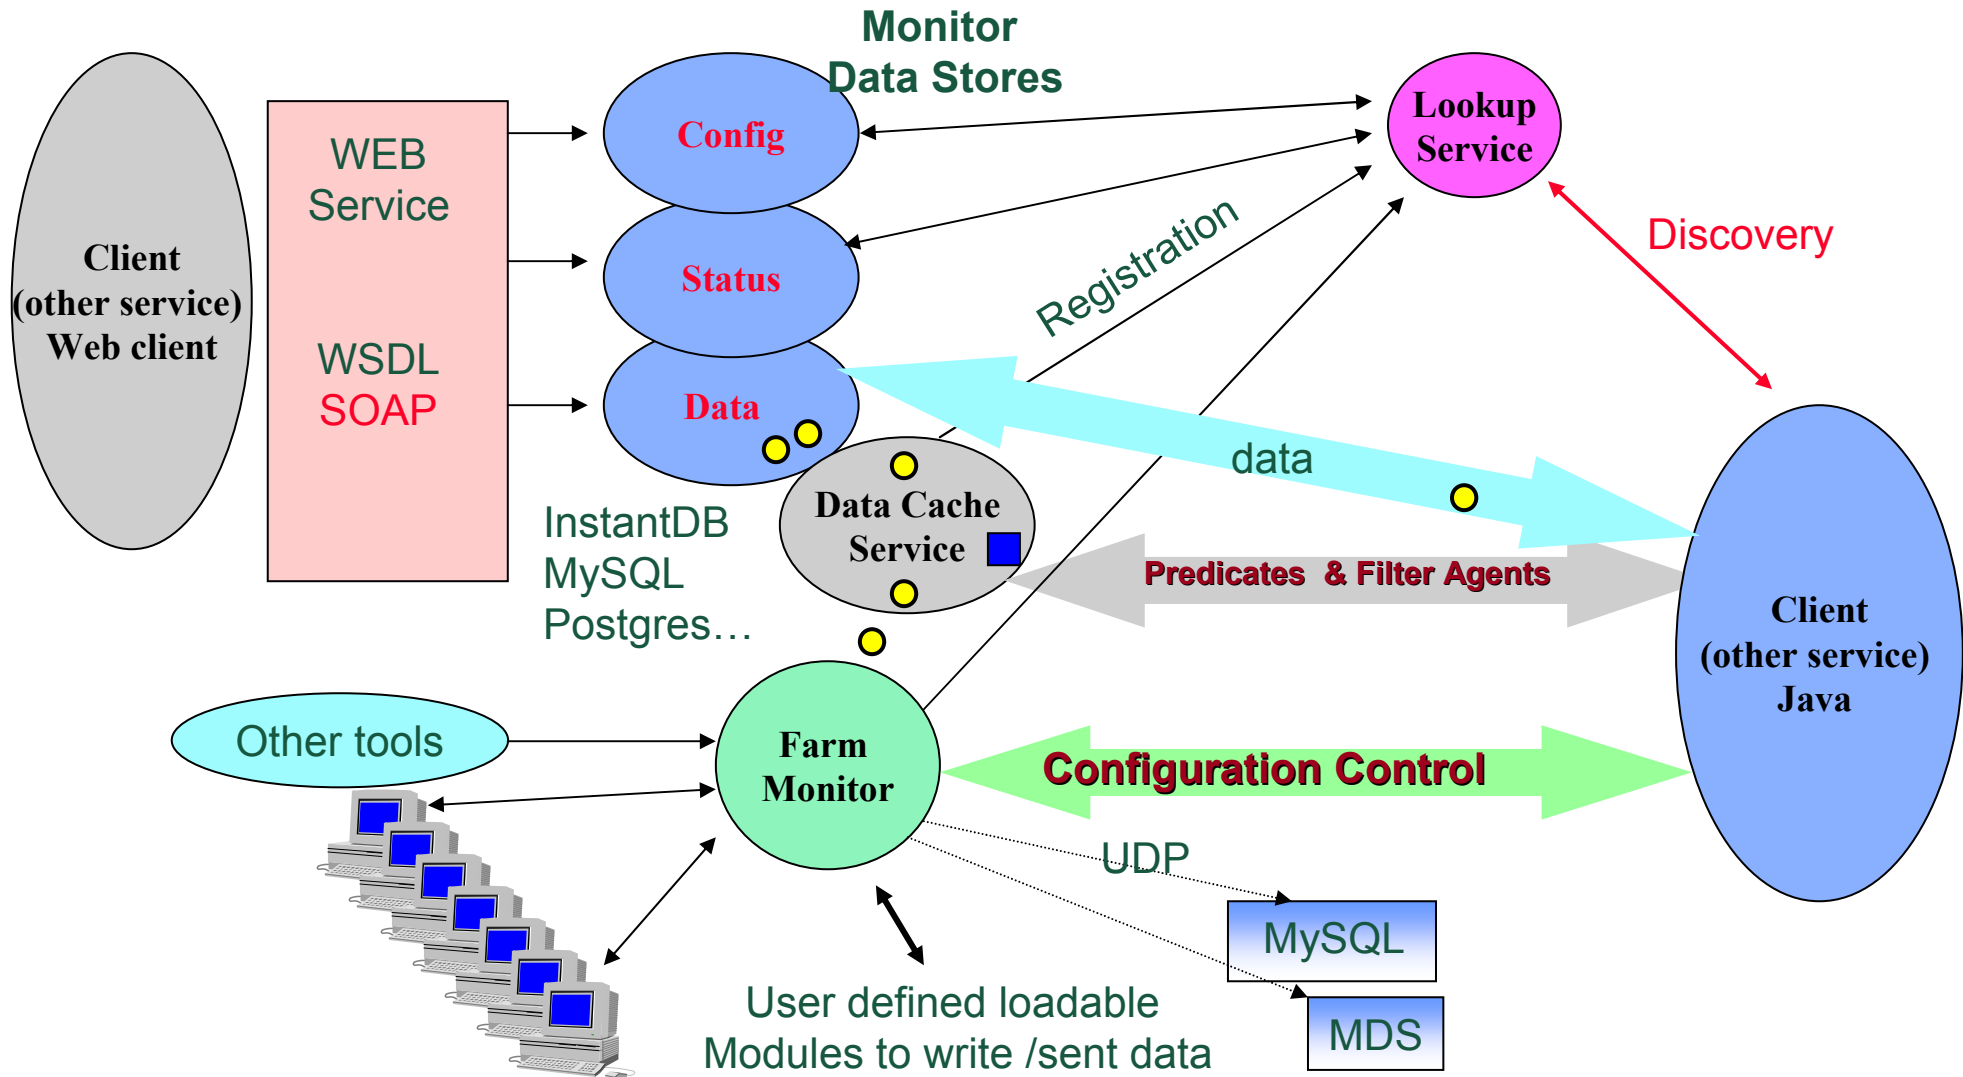 Monitor
Data Stores
Client
(other service)
Web client
WEB
Service
WSDL
SOAP
Config
Status
Data
Lookup
Service
Discovery
Registration
data
Data Cache
Service
InstantDB
MySQL
Postgres…
Predicates & Filter Agents
Client
(other service)
Java
Other tools
Farm
Monitor
Configuration Control
UDP
MySQL
MDS
User defined loadable
Modules to write /sent data